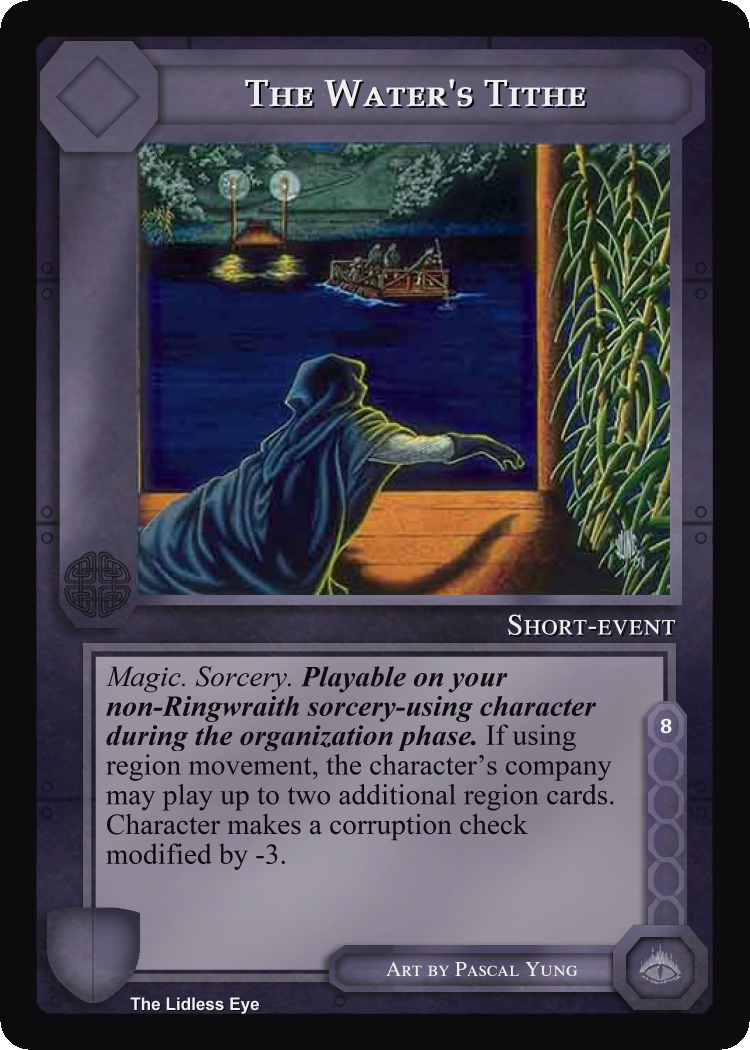 The Water's Tithe
Short-event
Magic. Sorcery. Playable on your
non-Ringwraith sorcery-using character
during the organization phase. If using
region movement, the character’s company
may play up to two additional region cards.
Character makes a corruption check
modified by -3.
8
Art by Pascal Yung
The Lidless Eye